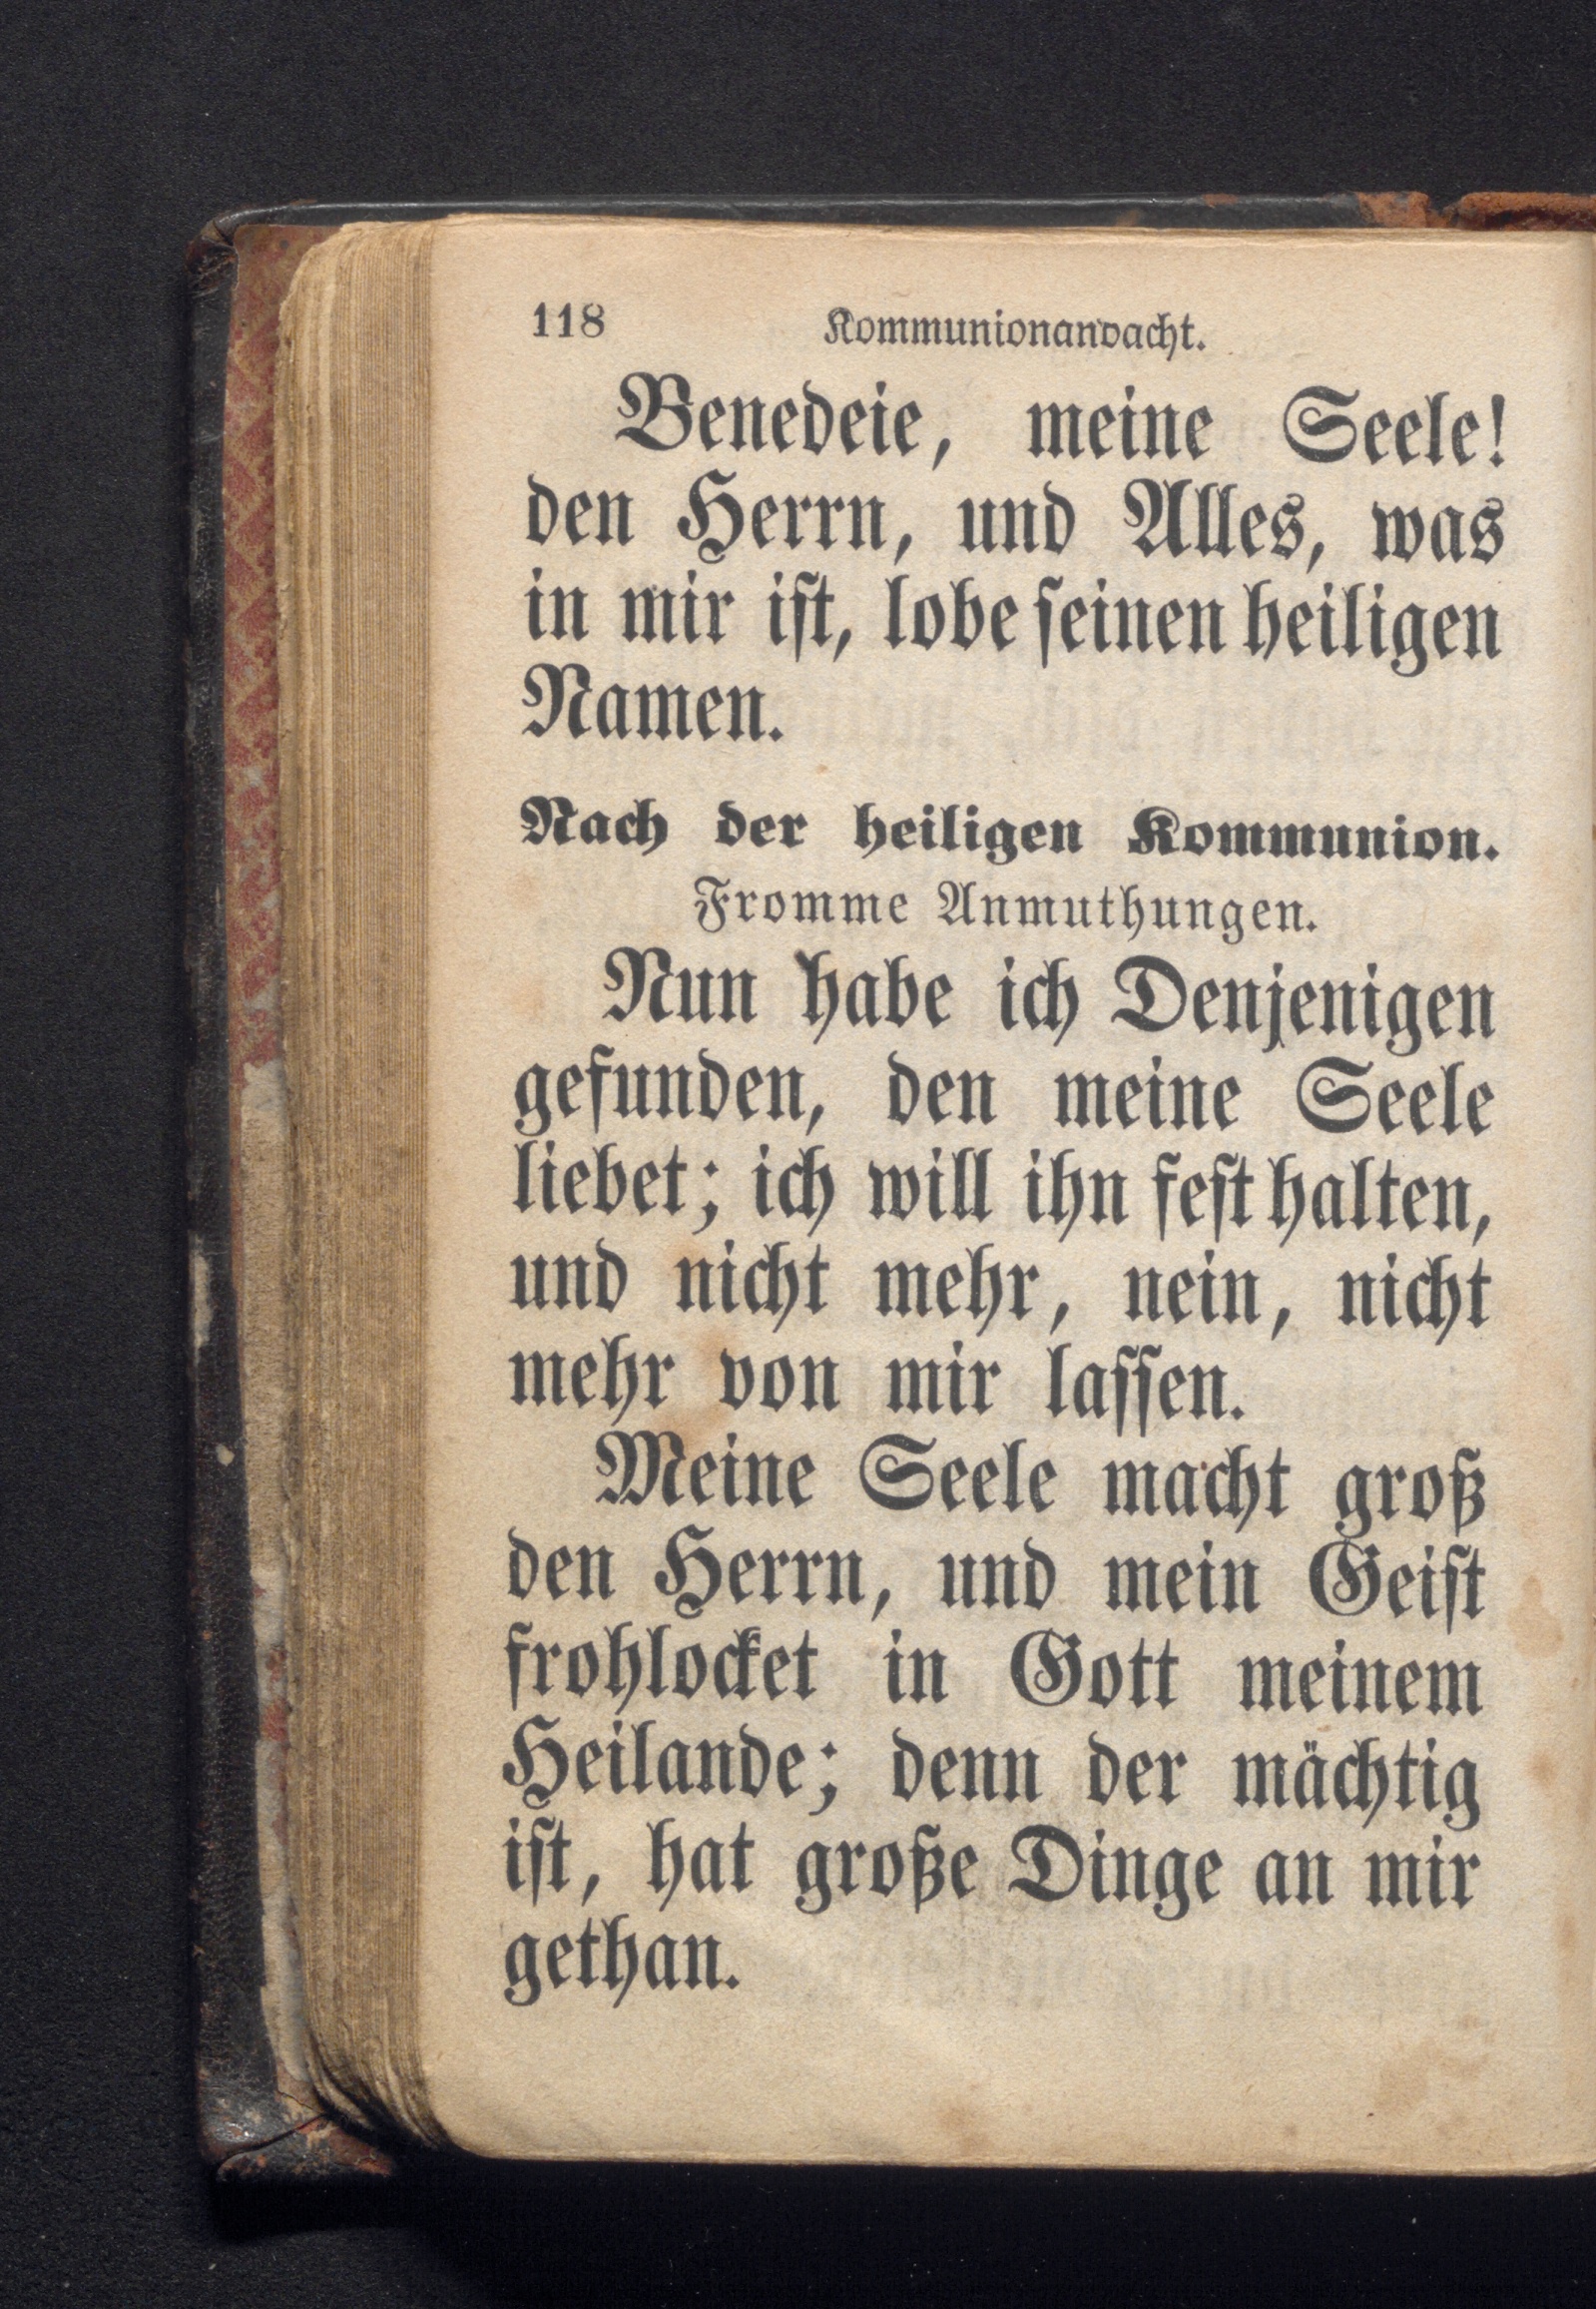 118 Kommunionandacht.
Benedeie, meine Seele!
den Herrn, und Alles, was
in mir ist, lobe seinen heiligen
Namen.
Nach der heiligen Kommunion.
Fromme Anmuthungen.
Nun habe ich Denjenigen
gefunden, den meine Seele
liebet; ich will ihn fest halten,
und nicht mehr, nein, nicht
mehr von mir lassen.
Meine Seele macht groß
den Herrn, und mein Geist
frohlocket in Gott meinem
Heilande; denn der mächtig
ist, hat große Dinge an mir
gethan.